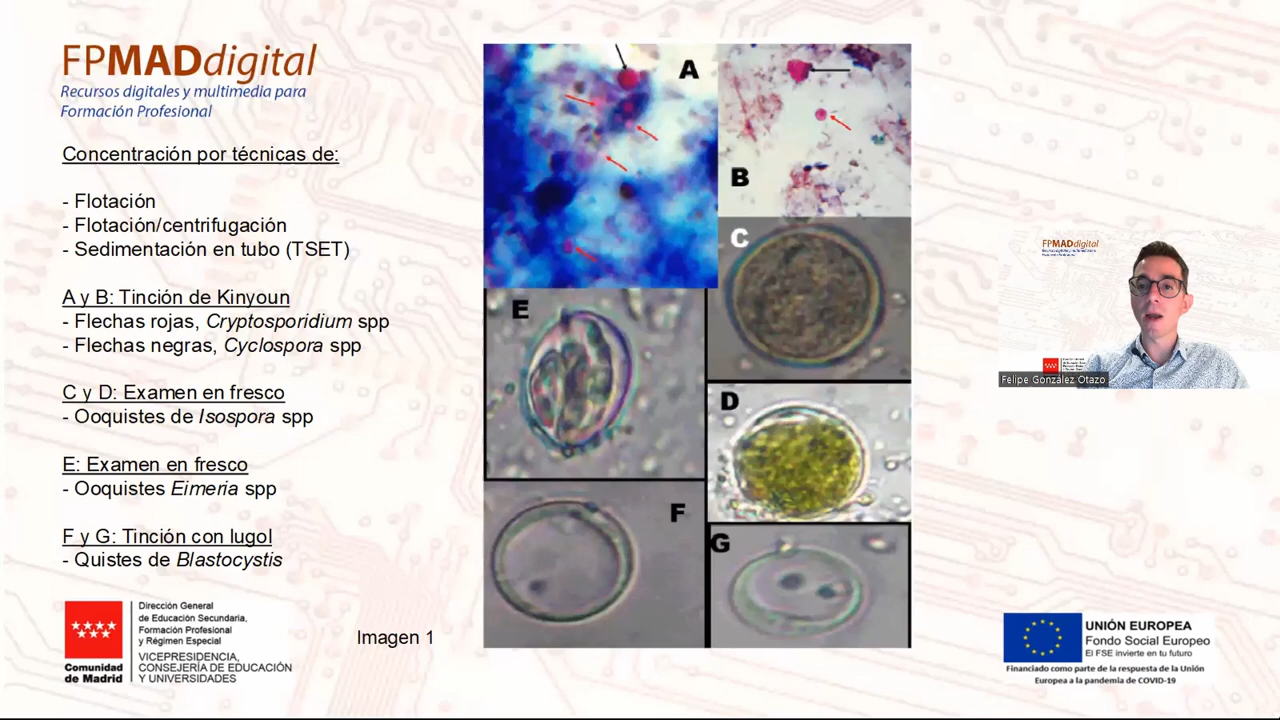 FPMADdigital
Recursos digitales y multimedia para
Formación Profesional
Concentración por técnicas de:
- Flotación
- Flotación/centrifugación
- Sedimentación en tubo (TSET)
A y B: Tinción de Kinyoun
- Flechas rojas, Cryptosporidium spp
- Flechas negras, Cyclospora spp
C y D: Examen en fresco
- Ooquistes de Isospora spp
E: Examen en fresco
- Ooquistes Eimeria spp
F y G: Tinción con lugol
- Quistes de Blastocystis
Comunidad
de Madrid
Dirección General
de Educación Secundaria,
Formación Profesional
y Régimen Especial
VICEPRESIDENCIA,
CONSEJERÍA DE EDUCACIÓN
Y UNIVERSIDADES
Imagen 1
A
B
C
E
D
F
G
FPMADdigital
Felipe González Otazo
UNIÓN EUROPEA
Fondo Social Europeo
El FSE invierte en tu futuro
Financiado como parte de la respuesta de la Unión
Europea a la pandemia de COVID-19